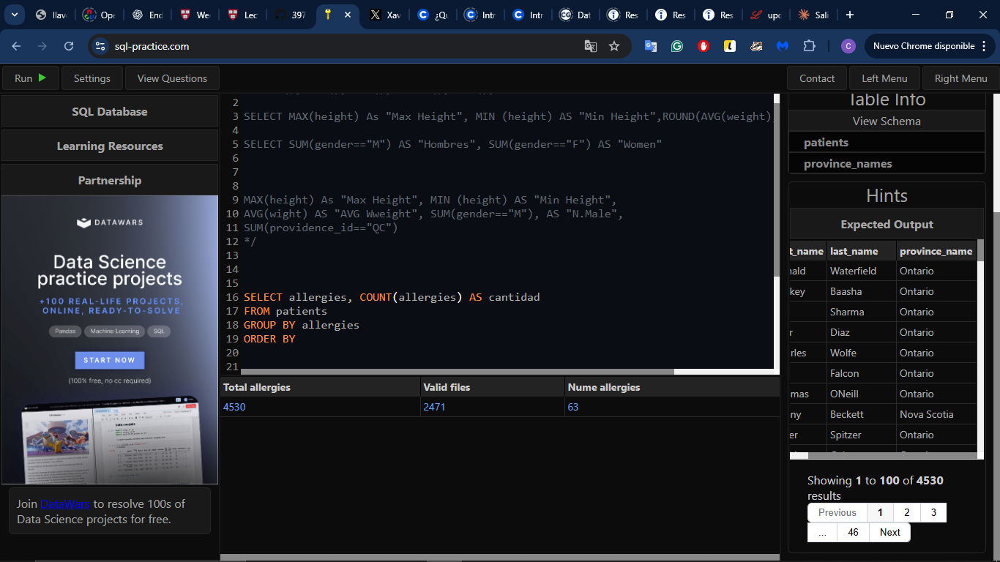 Ilav
Ope
End
We
Lec
397
Xav
¿Qu
Intr
Intr
Dat
Res
Res
Res
upc
Sali
sql-practice.com
C
Nuevo Chrome disponible
Run
Settings
View Questions
Contact
Left Menu
Right Menu
SQL Database
Learning Resources
Partnership
DATAWARS
Data Science
practice projects
+100 REAL-LIFE PROJECTS,
ONLINE, READY-TO-SOLVE
Pandas
Machine Learning
SQL
START NOW
(100% free, no cc required)
Data analysis
Join DataWars to resolve 100s of
Data Science projects for free.
2
3 SELECT MAX(height) As "Max Height", MIN (height) AS "Min Height",ROUND(AVG(weight),
4
5 SELECT SUM(gender=="M") AS "Hombres", SUM(gender=="F") AS "Women"
6
7
8
9 MAX(height) As "Max Height", MIN (height) AS "Min Height",
10 AVG(wight) AS "AVG Wweight", SUM(gender=="M"), AS "N.Male",
11 SUM(providence_id=="QC")
12 */
13
14
15
16 SELECT allergies, COUNT(allergies) AS cantidad
17 FROM patients
18 GROUP BY allergies
19 ORDER BY
20
21
Total allergies Valid files Nume allergies
4530 2471 63
Table Info
View Schema
patients
province_names
Hints
Expected Output
t_name last_name province_name
nald Waterfield Ontario
key Baasha Ontario
Sharma Ontario
r Diaz Ontario
rles Wolfe Ontario
Falcon Ontario
mas ONeill Ontario
ny Beckett Nova Scotia
er Spitzer Ontario
Showing 1 to 100 of 4530
results
Previous 1 2 3
... 46 Next